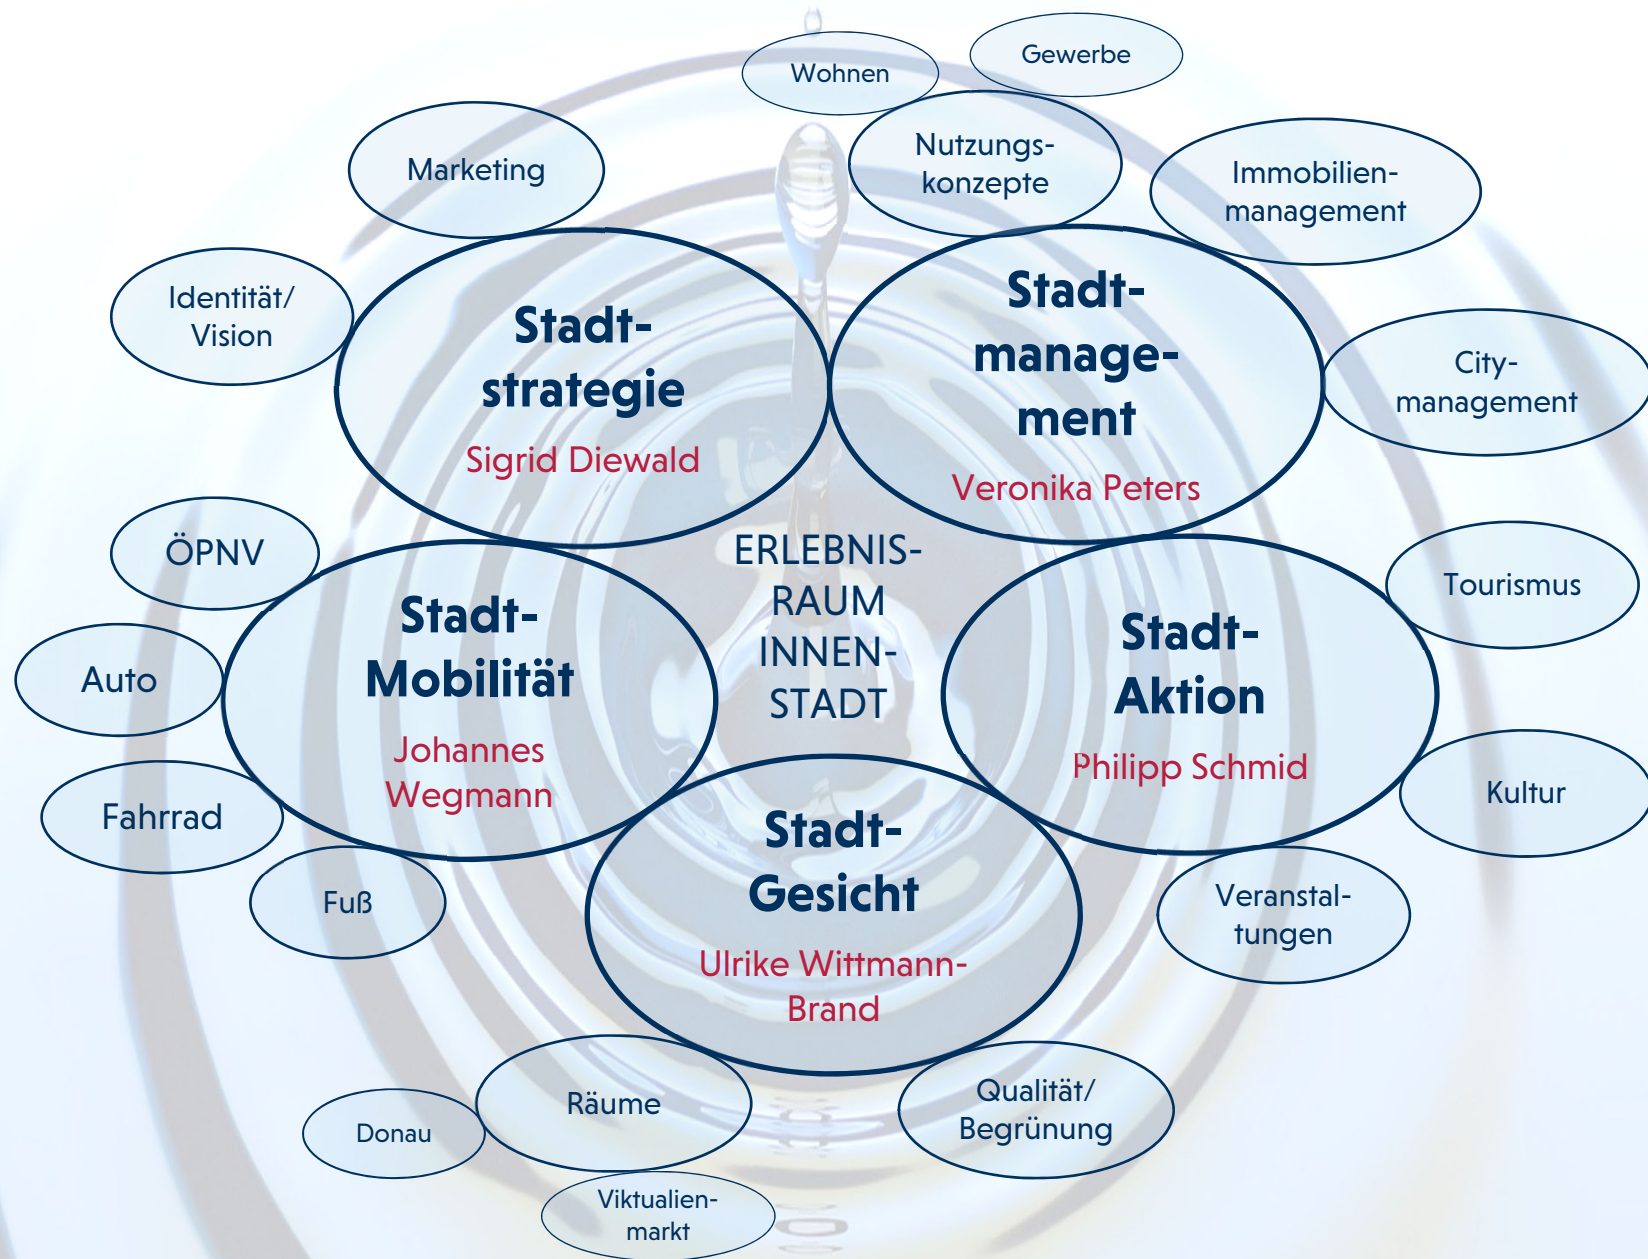 Wohnen
Gewerbe
Marketing
Nutzungs-
konzepte
Immobilien-
management
Identität/
Vision
Stadt-
strategie
Sigrid Diewald
Stadt-
manage-
ment
Veronika Peters
City-
management
ÖPNV
Auto
Fahrrad
Fuß
Stadt-
Mobilität
Johannes
Wegmann
ERLEBNIS-
RAUM
INNEN-
STADT
Stadt-
Aktion
Philipp Schmid
Tourismus
Kultur
Veranstal-
tungen
Stadt-
Gesicht
Ulrike Wittmann-
Brand
Räume
Donau
Viktualien-
markt
Qualität/
Begrünung